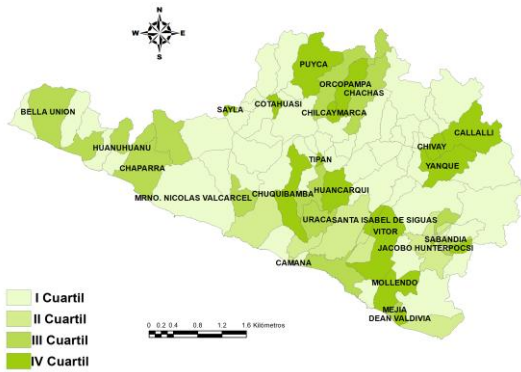 N
W E
S
PUYCA
ORCOPAMPA
CHACHAS
BELLA UNION
SAYLA
COTAHUASI
CHILCAYMARCA
CALLALLI
HUANUHUANU
CHIVAY
TIPAN
YANQUE
CHAPARRA
MRNO. NICOLAS VALCARCEL
CHUQUIBAMBA
HUANCARQUI
URACA
SANTA ISABEL DE SIGUAS
VITOR
SABANDIA
JACOBO HUNTER
POCSI
CAMANA
MOLLENDO
MEJIA
DEAN VALDIVIA
I Cuartil
II Cuartil
III Cuartil
IV Cuartil
0 0.2 0.4 0.8 1.2 1.6 Kilómetros